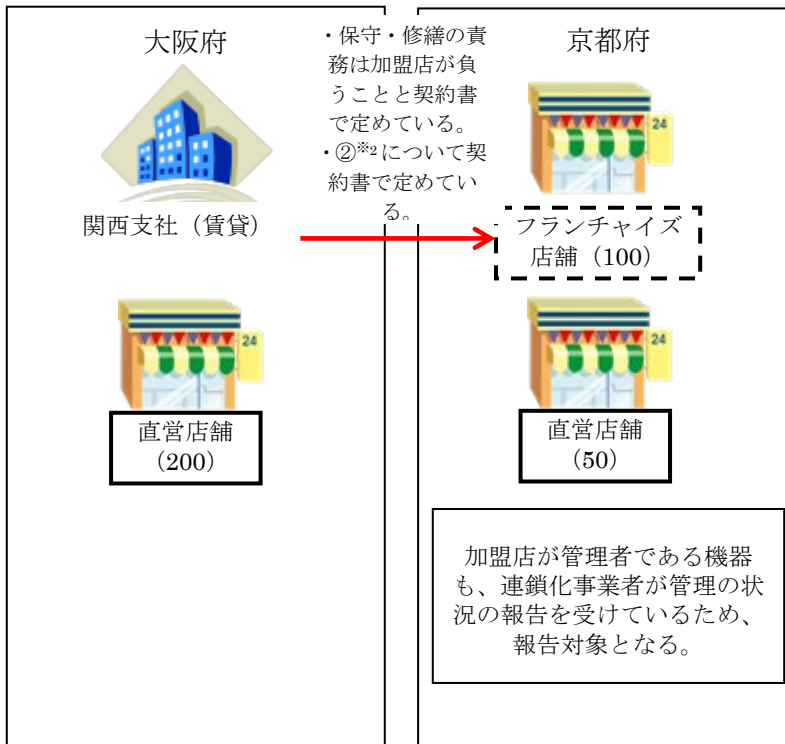 大阪府
関西支社（賃貸）
直営店舗
（200）
・保守・修繕の責
務は加盟店が負
うことと契約書
で定めている。
・②※2について契
約書で定めてい
る。
京都府
24
フランチャイズ
店舗（100）
24
直営店舗
（50）
加盟店が管理者である機器
も、連鎖化事業者が管理の状
況の報告を受けているため、
報告対象となる。
24